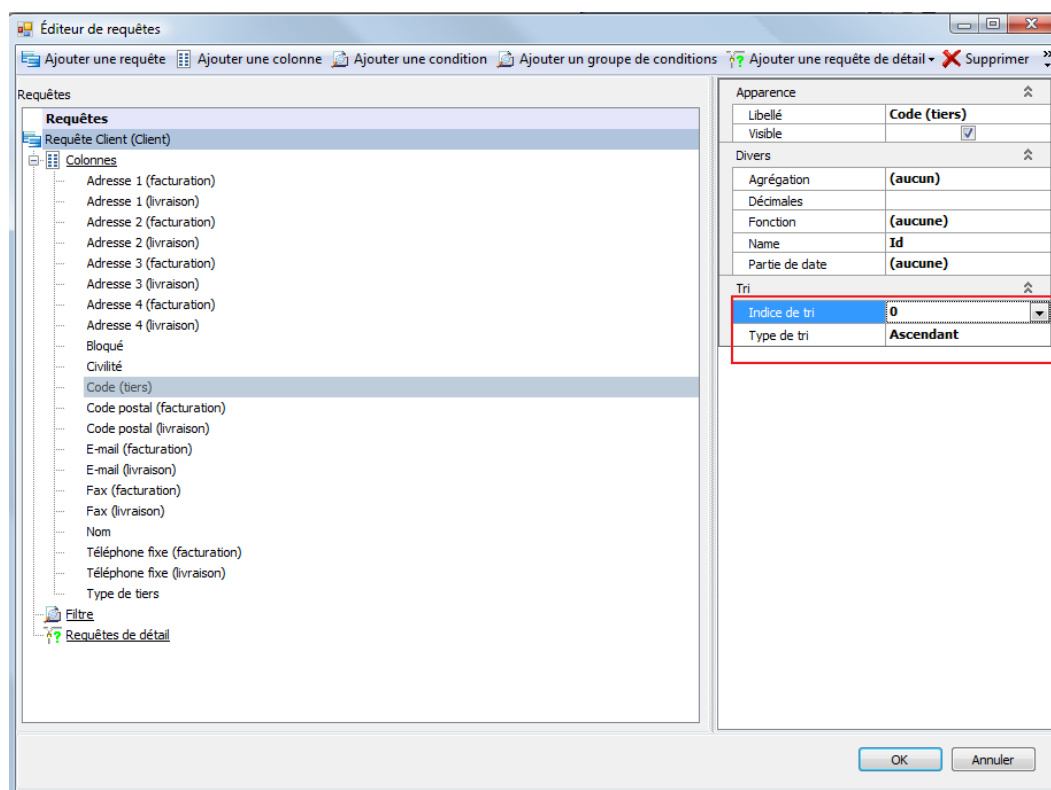 Éditeur de requêtes
Ajouter une requête Ajouter une colonne Ajouter une condition Ajouter un groupe de conditions Ajouter une requête de détail Supprimer
Requêtes
Requêtes
Requête Client (Client)
Colonnes
Adresse 1 (facturation)
Adresse 1 (livraison)
Adresse 2 (facturation)
Adresse 2 (livraison)
Adresse 3 (facturation)
Adresse 3 (livraison)
Adresse 4 (facturation)
Adresse 4 (livraison)
Bloqué
Civilité
Code (tiers)
Code postal (facturation)
Code postal (livraison)
E-mail (facturation)
E-mail (livraison)
Fax (facturation)
Fax (livraison)
Nom
Téléphone fixe (facturation)
Téléphone fixe (livraison)
Type de tiers
Filtre
Requêtes de détail
Apparence
Libellé Code (tiers)
Visible
Divers
Agrégation (aucun)
Décimales
Fonction (aucune)
Name Id
Partie de date (aucune)
Tri
Indice de tri 0
Type de tri Ascendant
OK Annuler